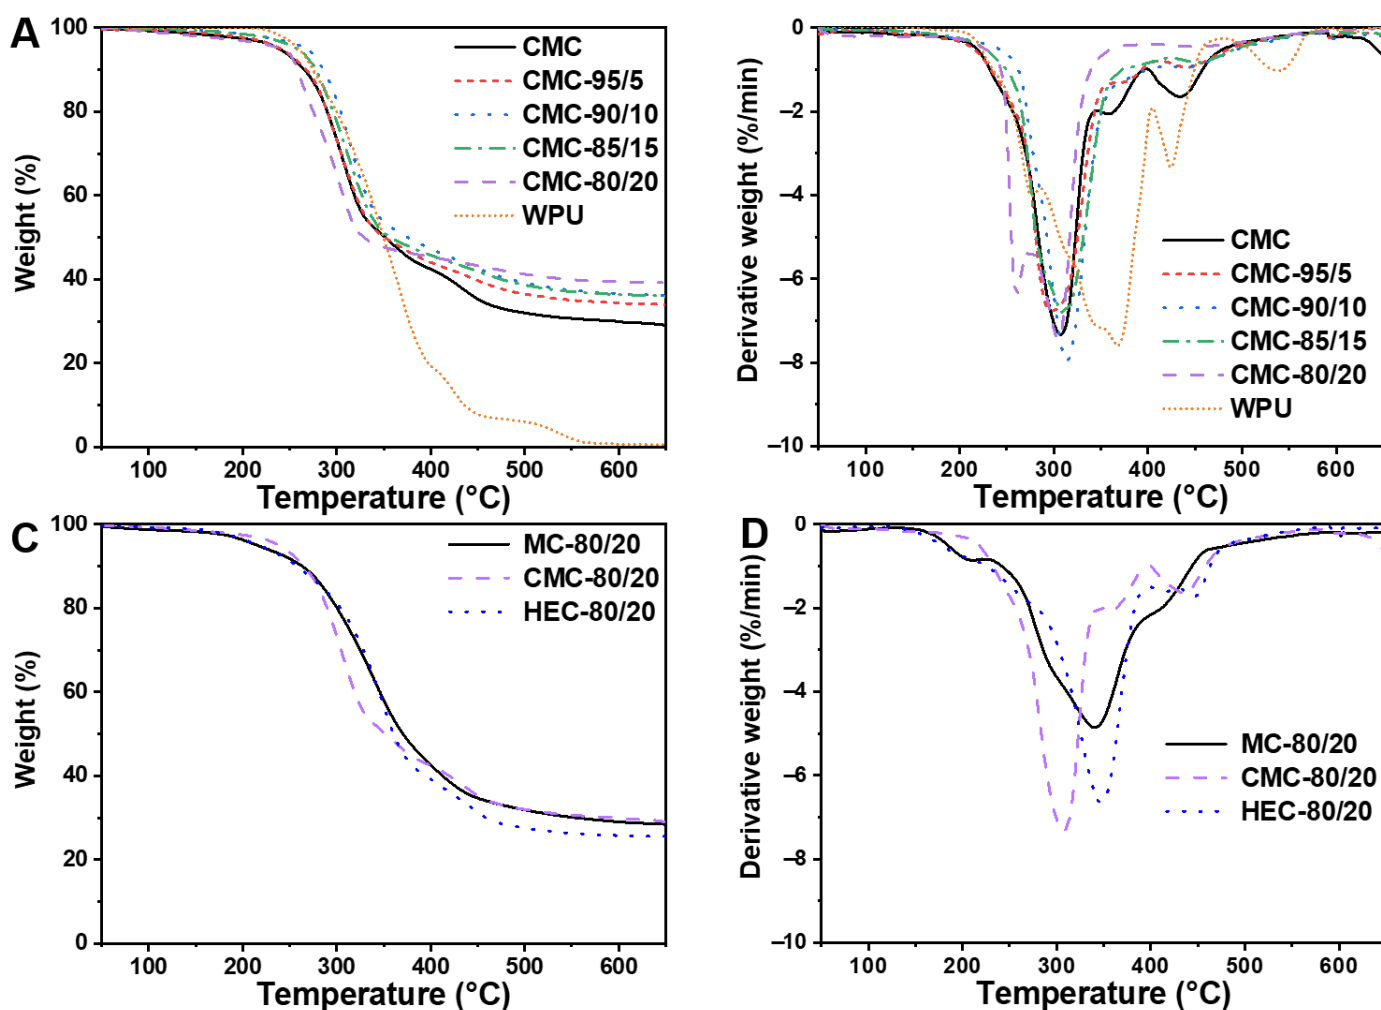 A
100
80
60
40
20
0
Weight (%)
CMC
CMC-95/5
CMC-90/10
CMC-85/15
CMC-80/20
WPU
100 200 300 400 500 600
Temperature (°C)
0
–2
–4
–6
–8
–10
Derivative weight (%/min)
CMC
CMC-95/5
CMC-90/10
CMC-85/15
CMC-80/20
WPU
100 200 300 400 500 600
Temperature (°C)
C
100
80
60
40
20
0
Weight (%)
MC-80/20
CMC-80/20
HEC-80/20
100 200 300 400 500 600
Temperature (°C)
D
0
–2
–4
–6
–8
–10
Derivative weight (%/min)
MC-80/20
CMC-80/20
HEC-80/20
100 200 300 400 500 600
Temperature (°C)